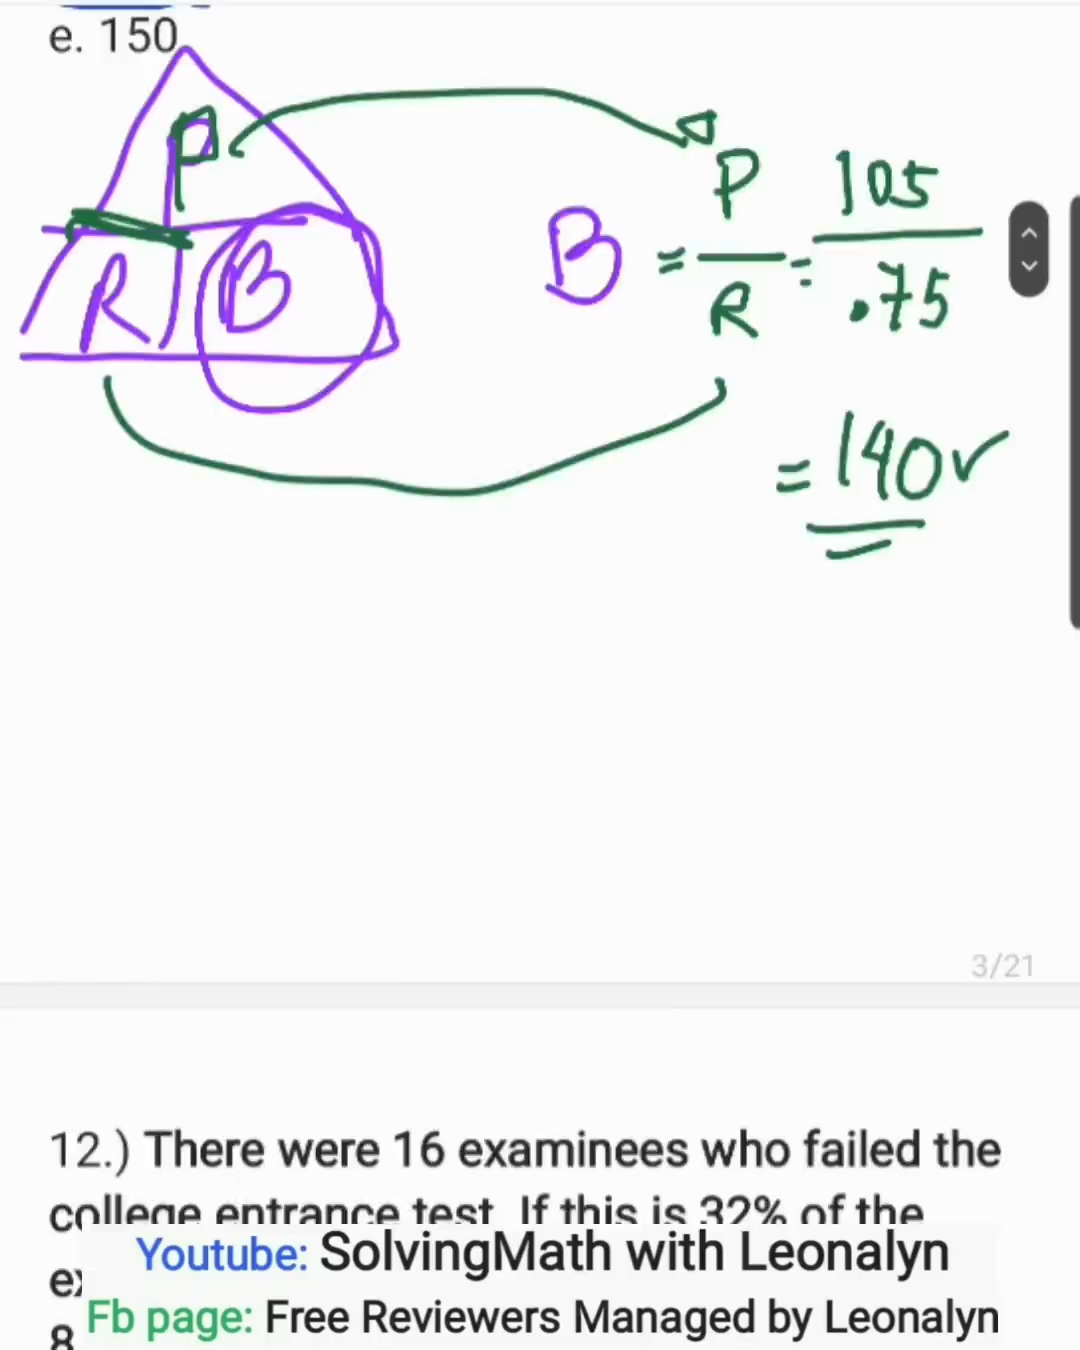 e. 150
P
R B
B = P/R = 105/.75
= 140
3/21
12.) There were 16 examinees who failed the
college entrance test. If this is 32% of the
Youtube: SolvingMath with Leonalyn
Fb page: Free Reviewers Managed by Leonalyn
8